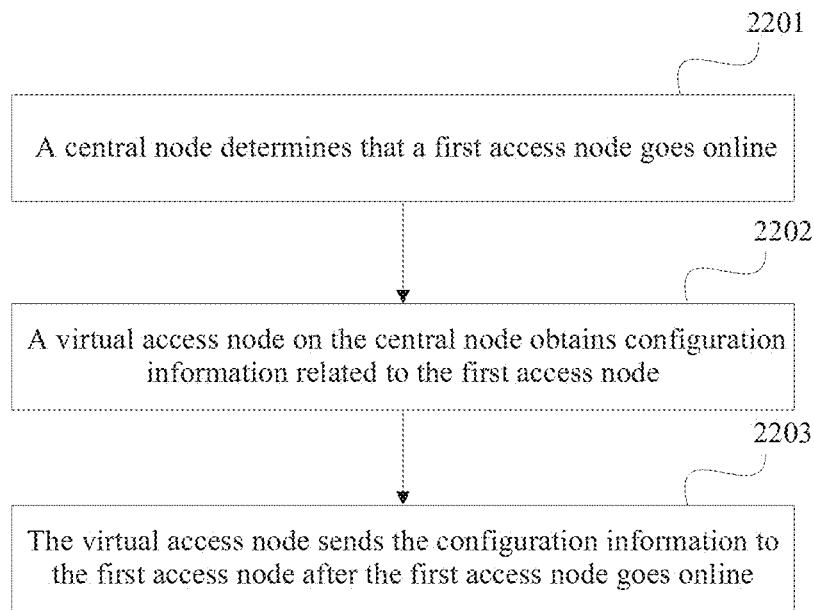 2201
A central node determines that a first access node goes online
2202
A virtual access node on the central node obtains configuration
information related to the first access node
2203
The virtual access node sends the configuration information to
the first access node after the first access node goes online